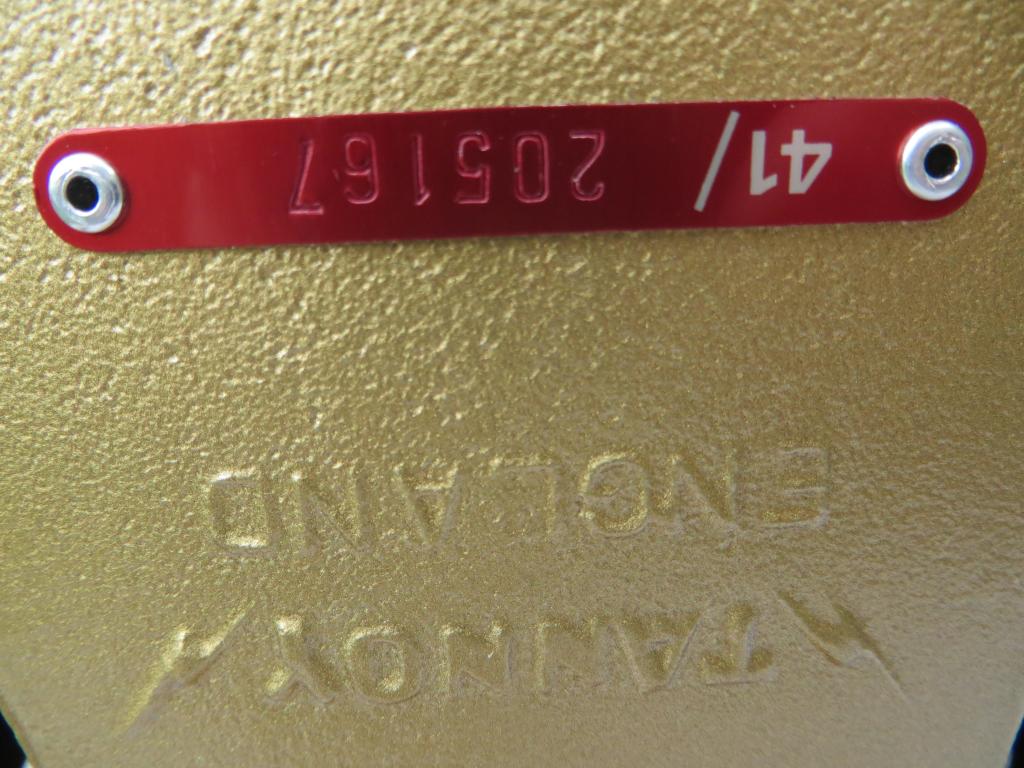 TANNOY
ENGLAND
41/ 205167